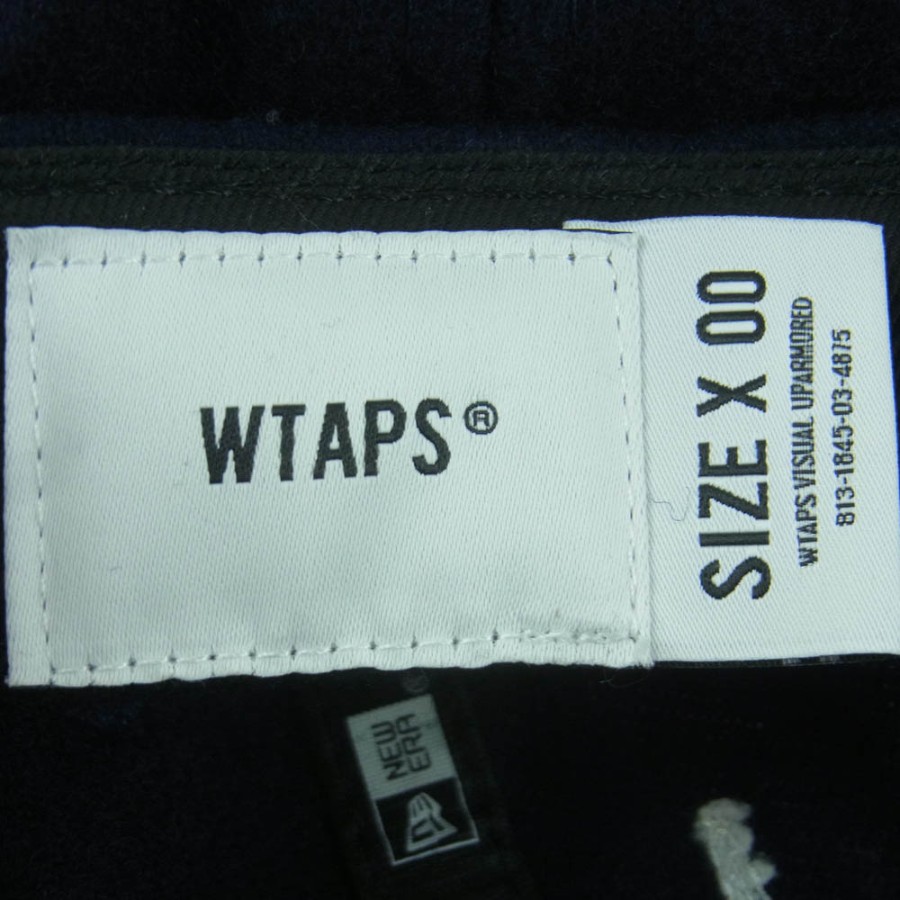 WTAPS®
SIZE X 00
WTAPS VISUAL UPARMORED
813-1845-03-4875
NEW
ERA